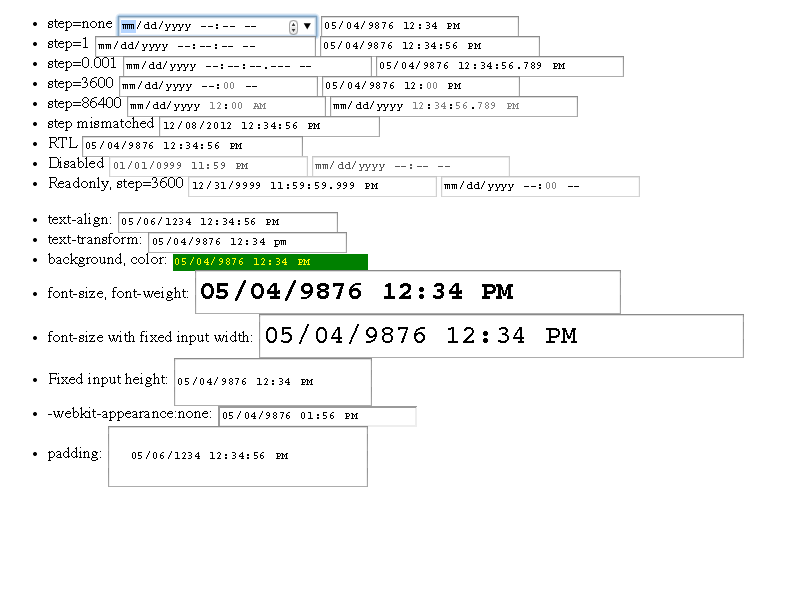 step=none mm/dd/yyyy --:-- -- 05/04/9876 12:34 PM
step=1 mm/dd/yyyy --:--:-- -- 05/04/9876 12:34:56 PM
step=0.001 mm/dd/yyyy --:--:--.--- -- 05/04/9876 12:34:56.789 PM
step=3600 mm/dd/yyyy --:00 -- 05/04/9876 12:00 PM
step=86400 mm/dd/yyyy 12:00 AM mm/dd/yyyy 12:34:56.789 PM
step mismatched 12/08/2012 12:34:56 PM
RTL 05/04/9876 12:34:56 PM
Disabled 01/01/0999 11:59 PM mm/dd/yyyy --:-- --
Readonly, step=3600 12/31/9999 11:59:59.999 PM mm/dd/yyyy --:00 --
text-align: 05/06/1234 12:34:56 PM
text-transform: 05/04/9876 12:34 pm
background, color: 05/04/9876 12:34 PM
font-size, font-weight: 05/04/9876 12:34 PM
font-size with fixed input width: 05/04/9876 12:34 PM
Fixed input height: 05/04/9876 12:34 PM
-webkit-appearance:none: 05/04/9876 01:56 PM
padding: 05/06/1234 12:34:56 PM